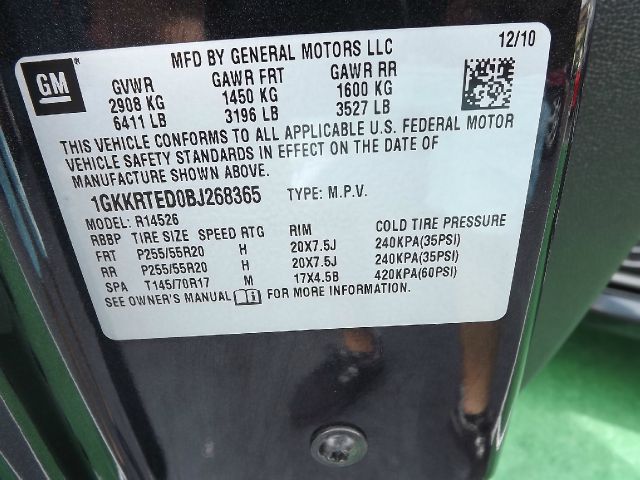 GM
MFD BY GENERAL MOTORS LLC 12/10
GVWR GAWR FRT GAWR RR
2908 KG 1450 KG 1600 KG
6411 LB 3196 LB 3527 LB
THIS VEHICLE CONFORMS TO ALL APPLICABLE U.S. FEDERAL MOTOR
VEHICLE SAFETY STANDARDS IN EFFECT ON THE DATE OF
MANUFACTURE SHOWN ABOVE.
1GKKRTED0BJ268365 TYPE: M.P.V.
MODEL: R14526
RBBP TIRE SIZE SPEED RTG RIM COLD TIRE PRESSURE
FRT P255/55R20 H 20X7.5J 240KPA(35PSI)
RR P255/55R20 H 20X7.5J 240KPA(35PSI)
SPA T145/70R17 M 17X4.5B 420KPA(60PSI)
SEE OWNER'S MANUAL FOR MORE INFORMATION.